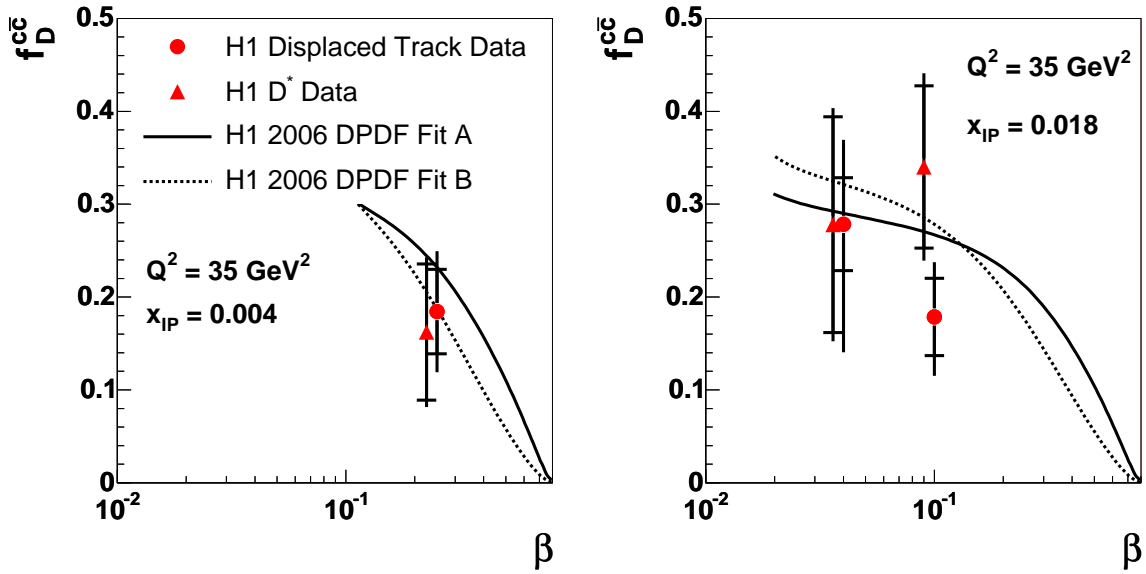 f_D^{cc̄}
0.5
0.4
0.3
0.2
0.1
0
H1 Displaced Track Data
H1 D* Data
H1 2006 DPDF Fit A
H1 2006 DPDF Fit B
Q² = 35 GeV²
x_IP = 0.004
10⁻²
10⁻¹
β
f_D^{cc̄}
0.5
0.4
0.3
0.2
0.1
0
Q² = 35 GeV²
x_IP = 0.018
10⁻²
10⁻¹
β